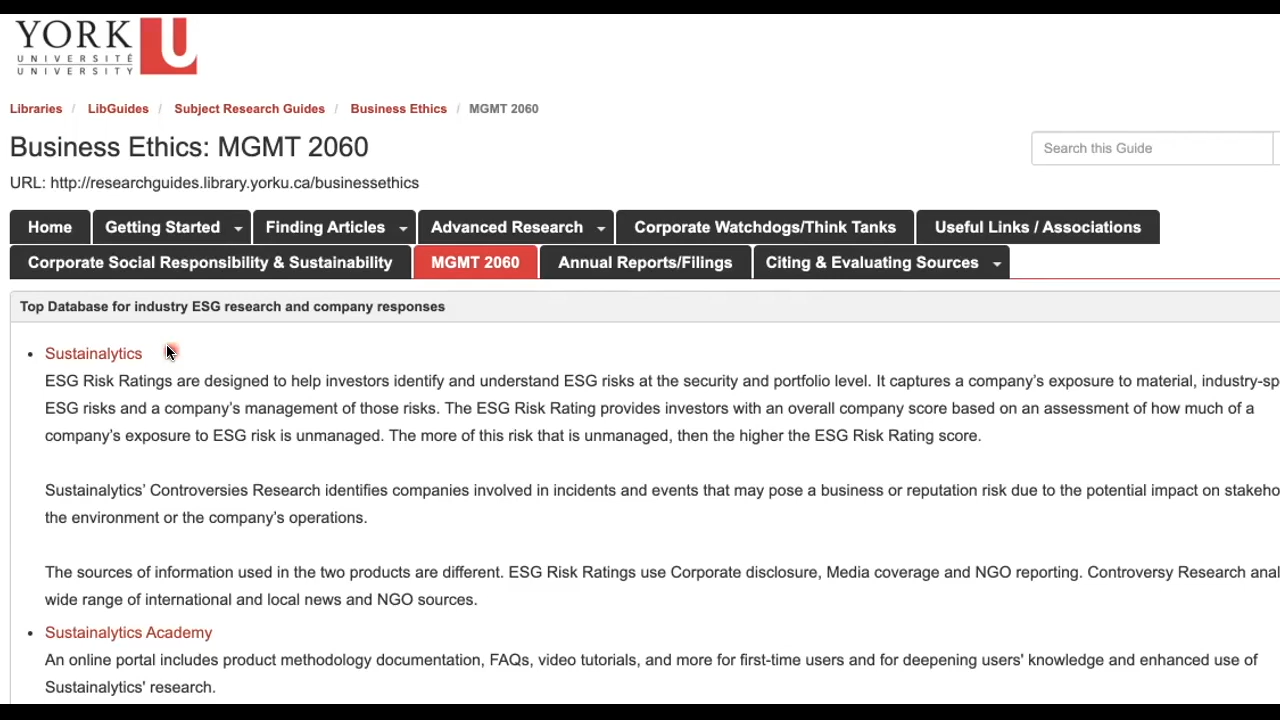 YORK U
UNIVERSITÉ
UNIVERSITY
Libraries / LibGuides / Subject Research Guides / Business Ethics / MGMT 2060
Business Ethics: MGMT 2060
Search this Guide
URL: http://researchguides.library.yorku.ca/businessethics
Home Getting Started Finding Articles Advanced Research Corporate Watchdogs/Think Tanks Useful Links / Associations
Corporate Social Responsibility & Sustainability MGMT 2060 Annual Reports/Filings Citing & Evaluating Sources
Top Database for industry ESG research and company responses
• Sustainalytics
ESG Risk Ratings are designed to help investors identify and understand ESG risks at the security and portfolio level. It captures a company's exposure to material, industry-sp
ESG risks and a company's management of those risks. The ESG Risk Rating provides investors with an overall company score based on an assessment of how much of a
company's exposure to ESG risk is unmanaged. The more of this risk that is unmanaged, then the higher the ESG Risk Rating score.
Sustainalytics' Controversies Research identifies companies involved in incidents and events that may pose a business or reputation risk due to the potential impact on stakeho
the environment or the company's operations.
The sources of information used in the two products are different. ESG Risk Ratings use Corporate disclosure, Media coverage and NGO reporting. Controversy Research anal
wide range of international and local news and NGO sources.
• Sustainalytics Academy
An online portal includes product methodology documentation, FAQs, video tutorials, and more for first-time users and for deepening users' knowledge and enhanced use of
Sustainalytics' research.